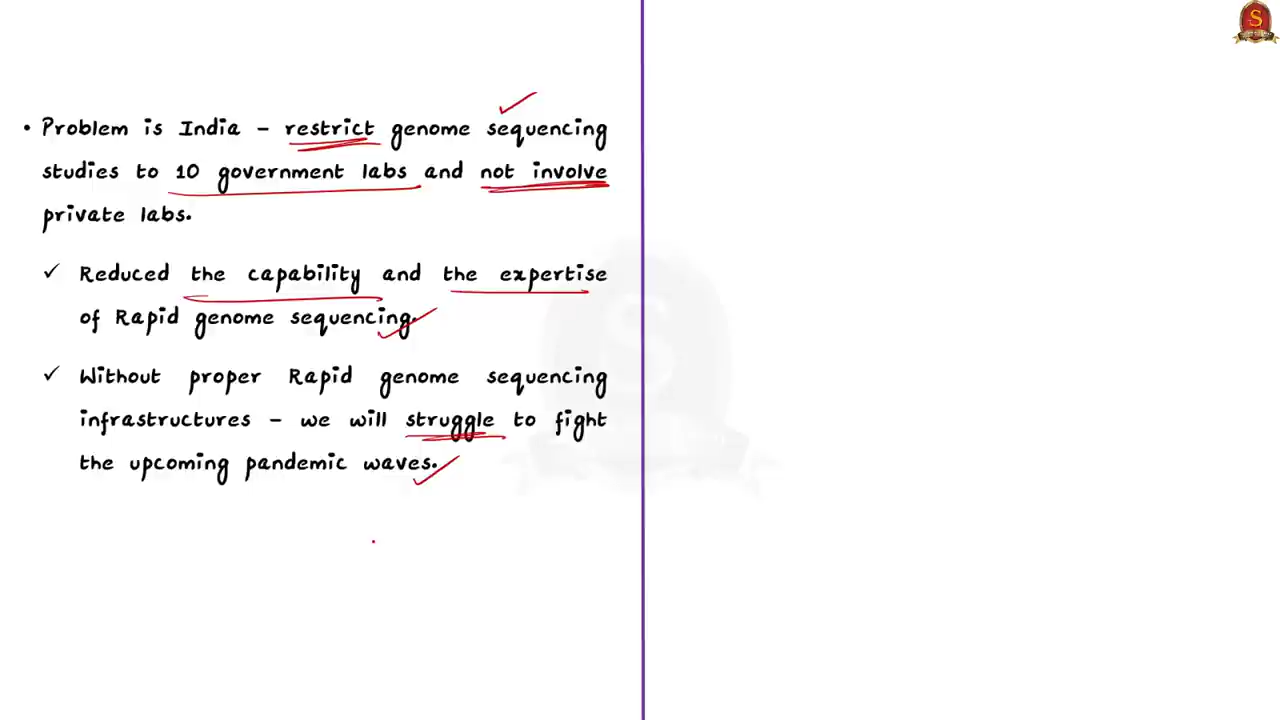 • Problem is India – restrict genome sequencing
studies to 10 government labs and not involve
private labs.
✓ Reduced the capability and the expertise
of Rapid genome sequencing.
✓ Without proper Rapid genome sequencing
infrastructures – we will struggle to fight
the upcoming pandemic waves.
S